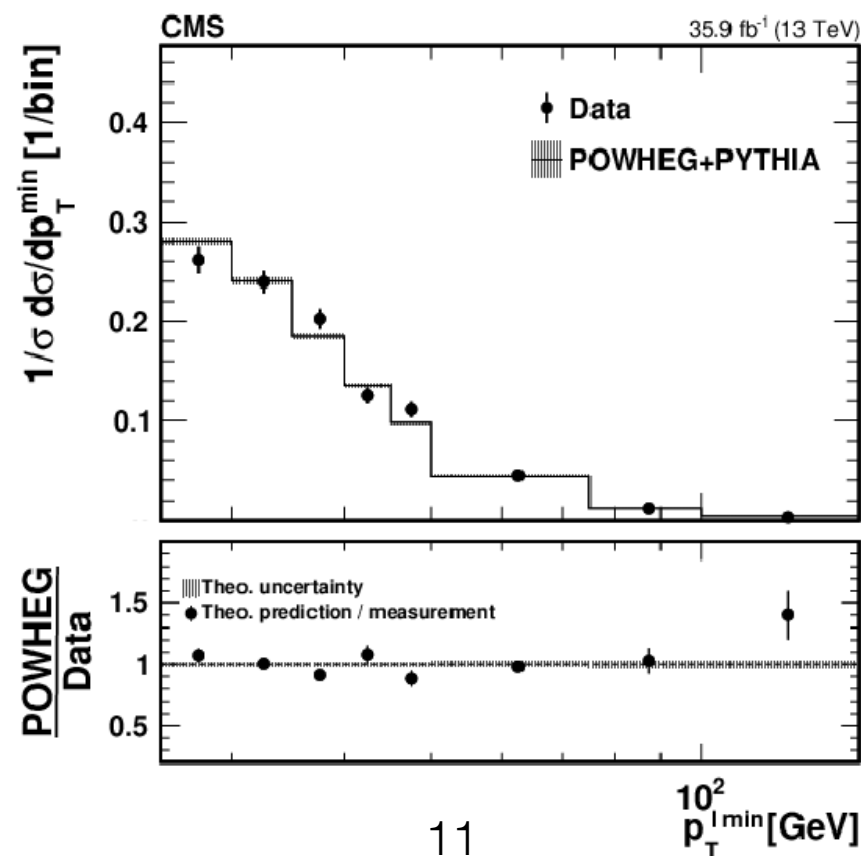 CMS 35.9 fb⁻¹ (13 TeV)
1/σ dσ/dp_T^min [1/bin]
0.4
0.3
0.2
0.1
Data
POWHEG+PYTHIA
POWHEG
Data
1.5
1
0.5
Theo. uncertainty
Theo. prediction / measurement
10²
p_T^l min [GeV]
11